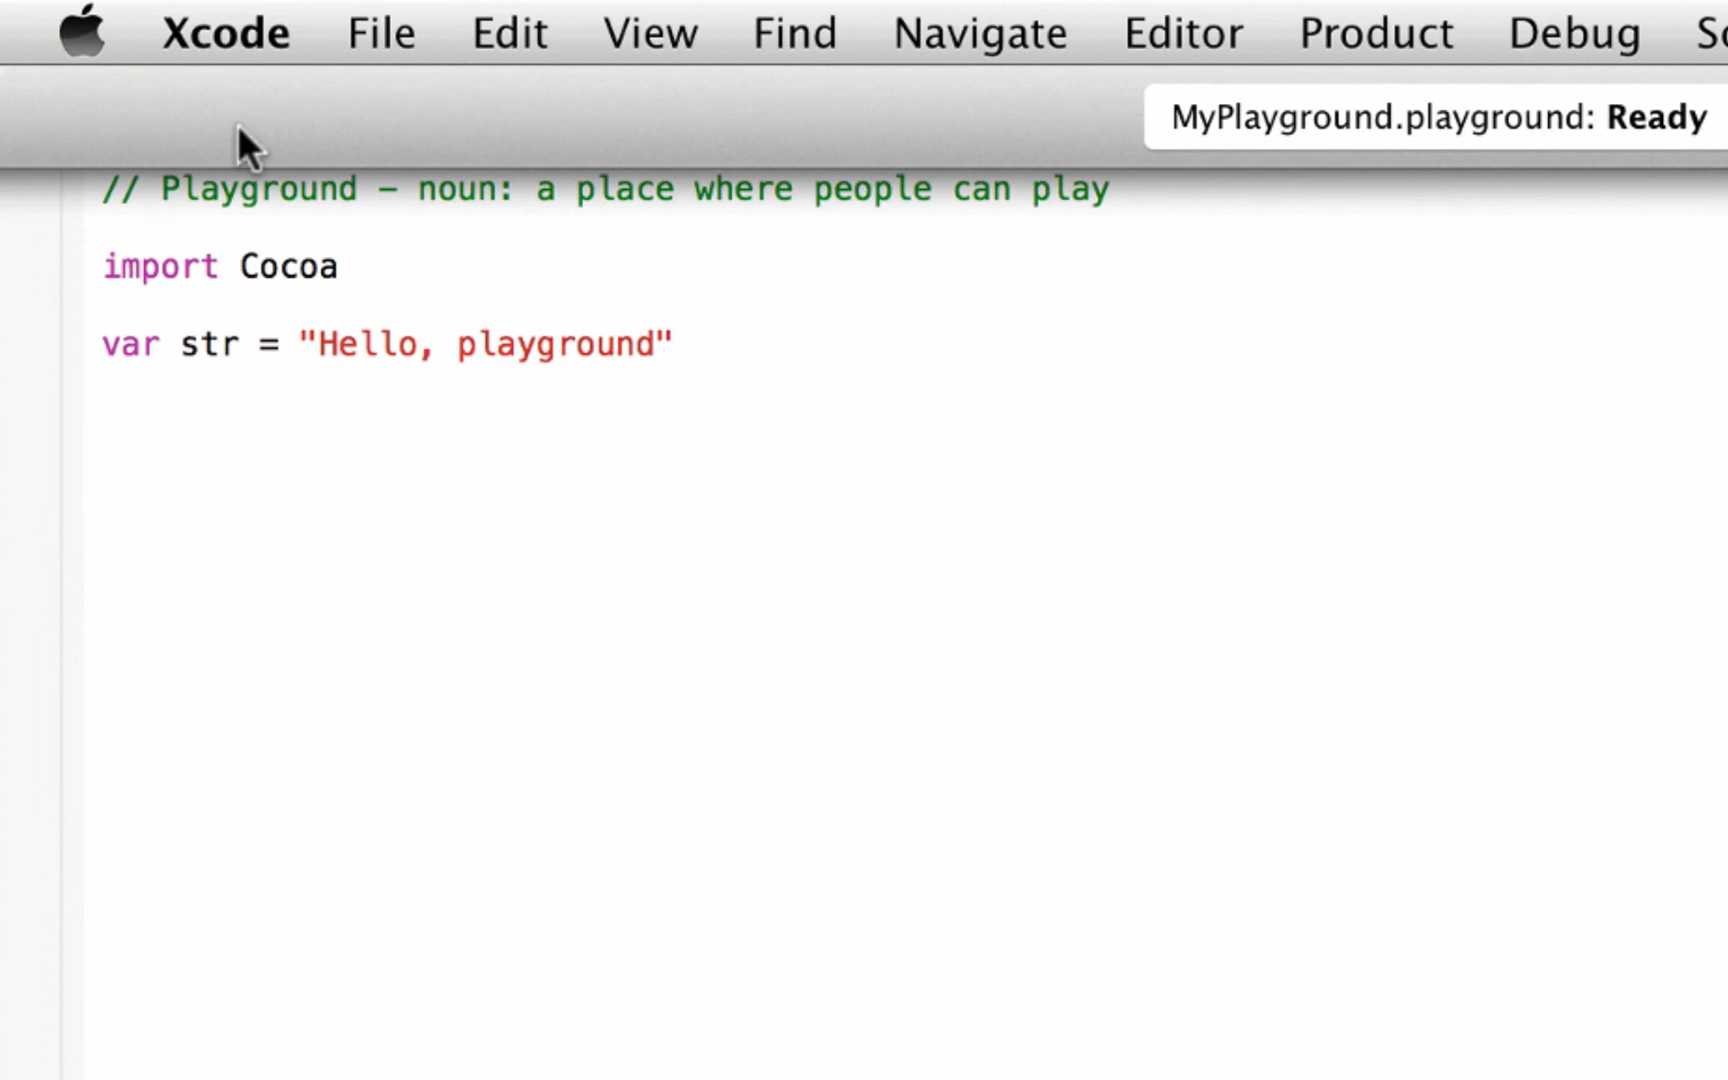 Xcode File Edit View Find Navigate Editor Product Debug
MyPlayground.playground: Ready
// Playground – noun: a place where people can play
import Cocoa
var str = "Hello, playground"